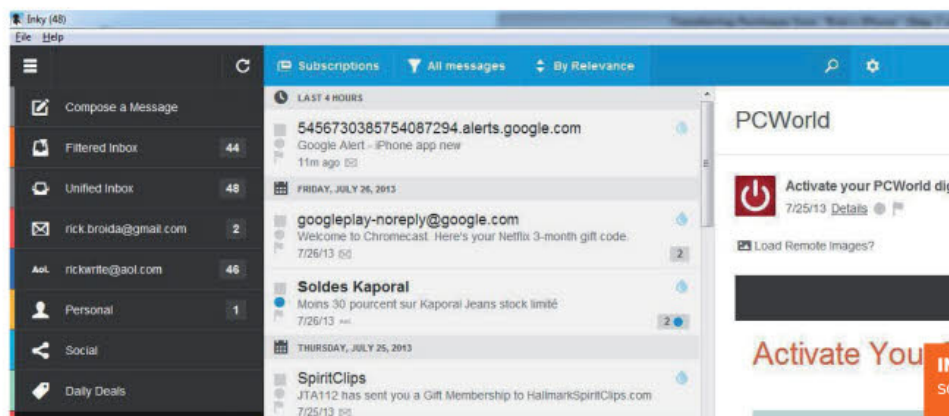 Inky (48)
File Help
Subscriptions All messages By Relevance
Compose a Message
Filtered Inbox 44
Unified Inbox 48
rick.broida@gmail.com 2
Aol. rickwrite@aol.com 46
Personal 1
Social
Daily Deals
LAST 4 HOURS
5456730385754087294.alerts.google.com
Google Alert - iPhone app new
11m ago
FRIDAY, JULY 26, 2013
googleplay-noreply@google.com
Welcome to Chromecast. Here's your Netflix 3-month gift code.
7/26/13 2
Soldes Kaporal
Moins 30 pourcent sur Kaporal Jeans stock limité
7/26/13 Aol. 2
THURSDAY, JULY 25, 2013
SpiritClips
JTA112 has sent you a Gift Membership to HallmarkSpiritClips.com
7/25/13
PCWorld
Activate your PCWorld dig
7/25/13 Details
Load Remote Images?
Activate You